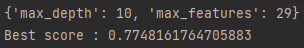 {'max_depth': 10, 'max_features': 29}
Best score : 0.7748161764705883